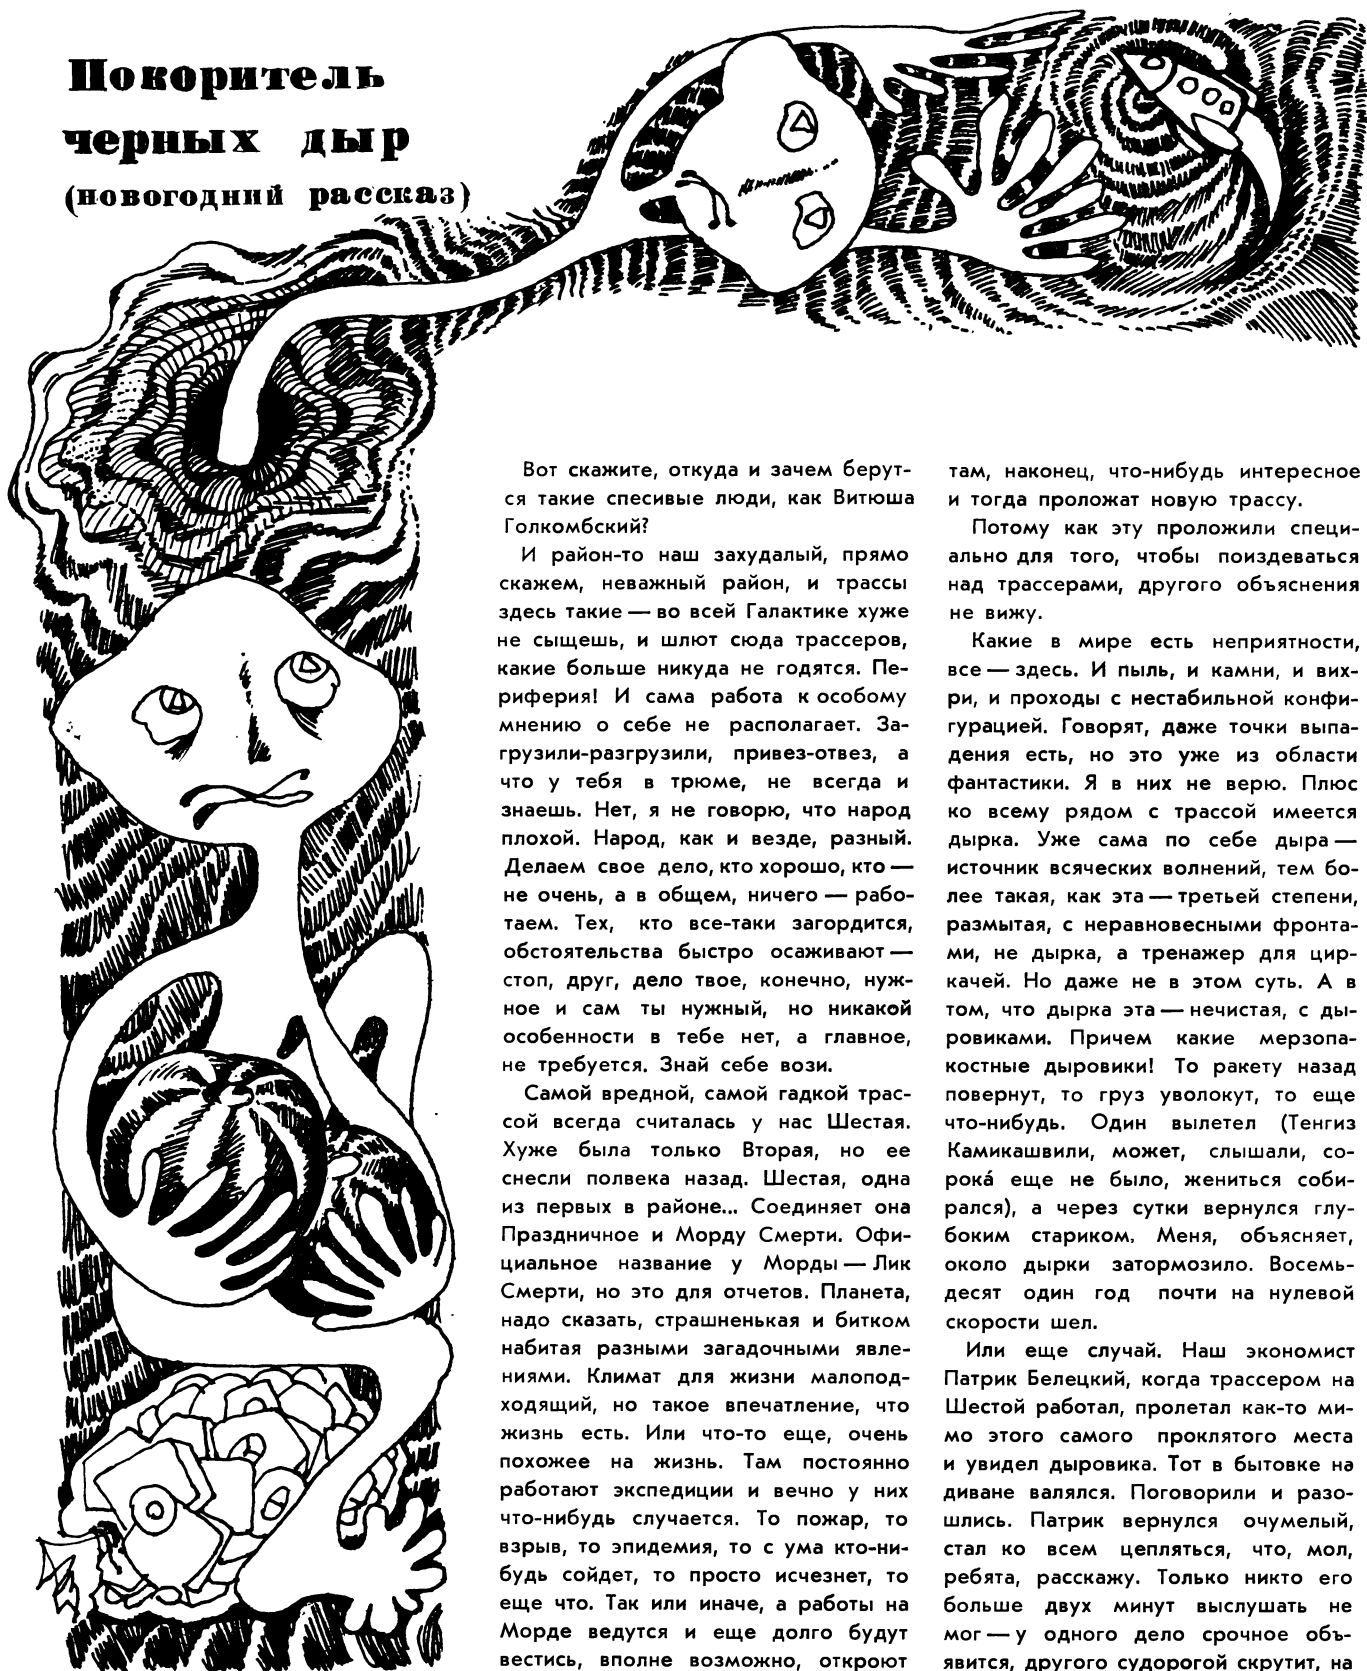 Покоритель
черных дыр
(новогодний рассказ)
Вот скажите, откуда и зачем берут-
ся такие спесивые люди, как Витюша
Голкомбский?
И район-то наш захудалый, прямо
скажем, неважный район, и трассы
здесь такие — во всей Галактике хуже
не сыщешь, и шлют сюда трассеров,
какие больше никуда не годятся. Пе-
риферия! И сама работа к особому
мнению о себе не располагает. За-
грузили-разгрузили, привез-отвез, а
что у тебя в трюме, не всегда и
знаешь. Нет, я не говорю, что народ
плохой. Народ, как и везде, разный.
Делаем свое дело, кто хорошо, кто —
не очень, а в общем, ничего — рабо-
таем. Тех, кто все-таки загордится,
обстоятельства быстро осаживают —
стоп, друг, дело твое, конечно, нуж-
ное и сам ты нужный, но никакой
особенности в тебе нет, а главное,
не требуется. Знай себе вози.
Самой вредной, самой гадкой трас-
сой всегда считалась у нас Шестая.
Хуже была только Вторая, но ее
снесли полвека назад. Шестая, одна
из первых в районе... Соединяет она
Праздничное и Морду Смерти. Офи-
циальное название у Морды — Лик
Смерти, но это для отчетов. Планета,
надо сказать, страшненькая и битком
набитая разными загадочными явле-
ниями. Климат для жизни малопод-
ходящий, но такое впечатление, что
жизнь есть. Или что-то еще, очень
похожее на жизнь. Там постоянно
работают экспедиции и вечно у них
что-нибудь случается. То пожар, то
взрыв, то эпидемия, то с ума кто-ни-
будь сойдет, то просто исчезнет, то
еще что. Так или иначе, а работы на
Морде ведутся и еще долго будут
вестись, вполне возможно, откроют
там, наконец, что-нибудь интересное
и тогда проложат новую трассу.
Потому как эту проложили специ-
ально для того, чтобы поиздеваться
над трассерами, другого объяснения
не вижу.
Какие в мире есть неприятности,
все — здесь. И пыль, и камни, и вих-
ри, и проходы с нестабильной конфи-
гурацией. Говорят, даже точки выпа-
дения есть, но это уже из области
фантастики. Я в них не верю. Плюс
ко всему рядом с трассой имеется
дырка. Уже сама по себе дыра —
источник всяческих волнений, тем бо-
лее такая, как эта — третьей степени,
размытая, с неравновесными фронта-
ми, не дырка, а тренажер для цир-
качей. Но даже не в этом суть. А в
том, что дырка эта — нечистая, с ды-
ровиками. Причем какие мерзопа-
костные дыровики! То ракету назад
повернут, то груз уволокут, то еще
что-нибудь. Один вылетел (Тенгиз
Камикашвили, может, слышали, со-
рока́ еще не было, жениться соби-
рался), а через сутки вернулся глу-
боким стариком. Меня, объясняет,
около дырки затормозило. Восемь-
десят один год почти на нулевой
скорости шел.
Или еще случай. Наш экономист
Патрик Белецкий, когда трассером на
Шестой работал, пролетал как-то ми-
мо этого самого проклятого места
и увидел дыровика. Тот в бытовке на
диване валялся. Поговорили и разо-
шлись. Патрик вернулся очумелый,
стал ко всем цепляться, что, мол,
ребята, расскажу. Только никто его
больше двух минут выслушать не
мог — у одного дело срочное объ-
явится, другого судорогой скрутит, на